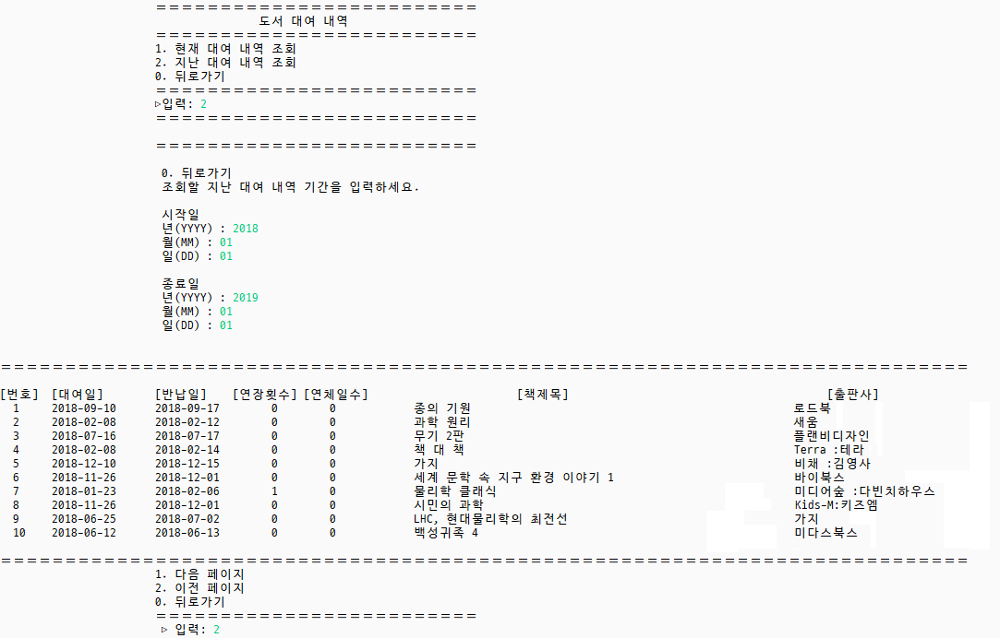 =========================
도서 대여 내역
=========================
1. 현재 대여 내역 조회
2. 지난 대여 내역 조회
0. 뒤로가기
=========================
▷입력: 2
=========================
=========================
0. 뒤로가기
조회할 지난 대여 내역 기간을 입력하세요.
시작일
년(YYYY) : 2018
월(MM) : 01
일(DD) : 01
종료일
년(YYYY) : 2019
월(MM) : 01
일(DD) : 01
===========================================================================
[번호] [대여일] [반납일] [연장횟수] [연체일수] [책제목] [출판사]
1 2018-09-10 2018-09-17 0 0 종의 기원 로드북
2 2018-02-08 2018-02-12 0 0 과학 원리 새움
3 2018-07-16 2018-07-17 0 0 무기 2판 플랜비디자인
4 2018-02-08 2018-02-14 0 0 책 대 책 Terra :테라
5 2018-12-10 2018-12-15 0 0 가지 비채 :김영사
6 2018-11-26 2018-12-01 0 0 세계 문학 속 지구 환경 이야기 1 바이북스
7 2018-01-23 2018-02-06 1 0 물리학 클래식 미디어숲 :다빈치하우스
8 2018-11-26 2018-12-01 0 0 시민의 과학 Kids-M:키즈엠
9 2018-06-25 2018-07-02 0 0 LHC, 현대물리학의 최전선 가지
10 2018-06-12 2018-06-13 0 0 백성귀족 4 미다스북스
===========================================================================
1. 다음 페이지
2. 이전 페이지
0. 뒤로가기
=========================
▷ 입력: 2